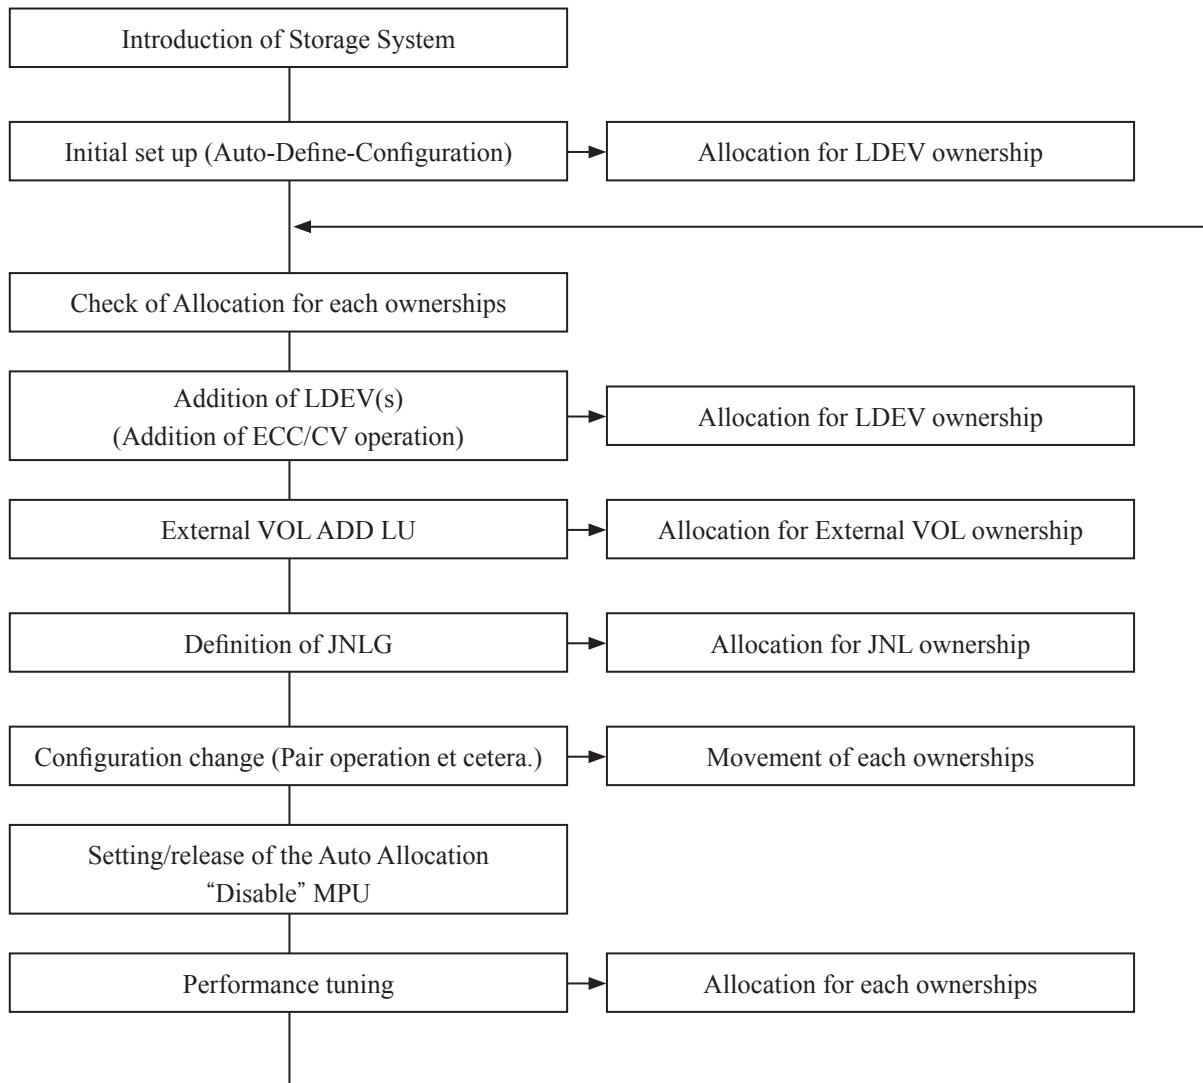 Introduction of Storage System
Initial set up (Auto-Define-Configuration)
Allocation for LDEV ownership
Check of Allocation for each ownerships
Addition of LDEV(s)
(Addition of ECC/CV operation)
Allocation for LDEV ownership
External VOL ADD LU
Allocation for External VOL ownership
Definition of JNLG
Allocation for JNL ownership
Configuration change (Pair operation et cetera.)
Movement of each ownerships
Setting/release of the Auto Allocation
“Disable” MPU
Performance tuning
Allocation for each ownerships